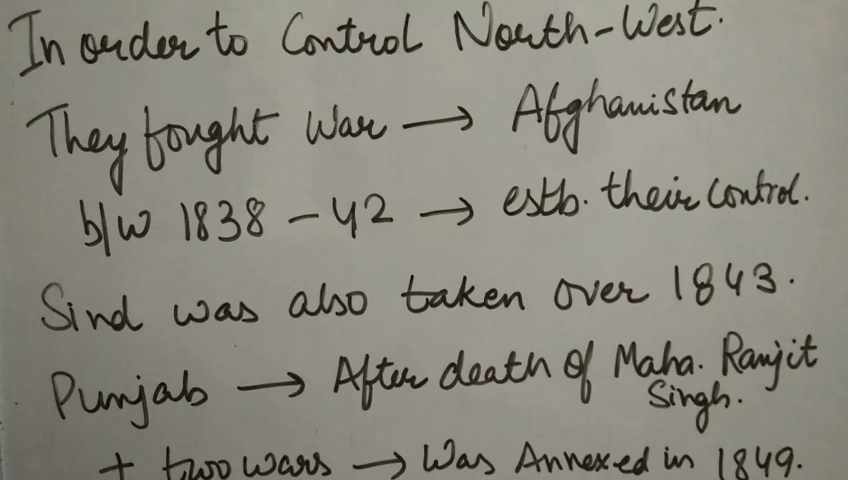 In order to Control North-West.
They fought War → Afghanistan
b/w 1838 - 42 → estb. their Control.
Sind was also taken over 1843.
Punjab → After death of Maha. Ranjit
Singh.
+ two wars → Was Annexed in 1849.